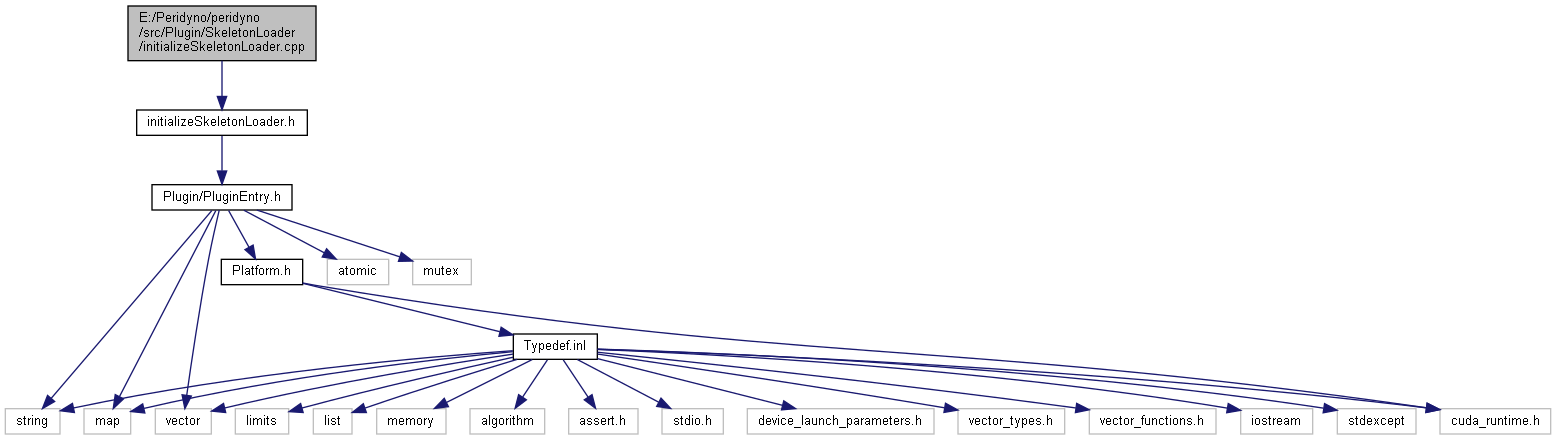 E:/Peridyno/peridyno
/src/Plugin/SkeletonLoader
/initializeSkeletonLoader.cpp
initializeSkeletonLoader.h
Plugin/PluginEntry.h
Platform.h
atomic
mutex
Typedef.inl
string
map
vector
limits
list
memory
algorithm
assert.h
stdio.h
device_launch_parameters.h
vector_types.h
vector_functions.h
iostream
stdexcept
cuda_runtime.h